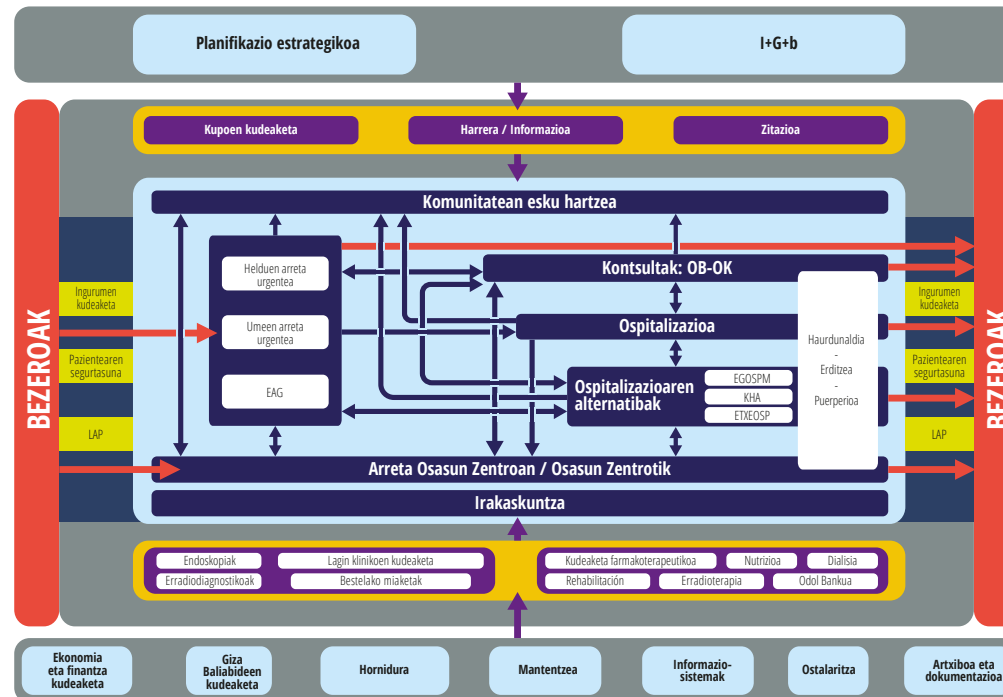 Planifikazio estrategikoa
I+G+b
BEZEROAK
Kupoen kudeaketa
Harrera / Informazioa
Zitazioa
Komunitatean esku hartzea
Helduen arreta
urgentea
Umeen arreta
urgentea
EAG
Kontsultak: OB-OK
Ospitalizazioa
Ospitalizazioaren
alternatibak
EGOSPM
KHA
ETXEOSP
Haurdunaldia
-
Erditzea
-
Puerperioa
Ingurumen
kudeaketa
Pazientearen
segurtasuna
LAP
Ingurumen
kudeaketa
Pazientearen
segurtasuna
LAP
BEZEROAK
Arreta Osasun Zentroan / Osasun Zentrotik
Irakaskuntza
Endoskopiak
Lagin klinikoen kudeaketa
Erradiodiagnostikoak
Bestelako miaketak
Kudeaketa farmakoterapeutikoa
Nutrizioa
Dialisia
Rehabilitación
Erradioterapia
Odol Bankua
Ekonomia
eta finantza
kudeaketa
Giza
Baliabideen
kudeaketa
Hornidura
Mantentzea
Informazio-
sistemak
Ostalaritza
Artxiboa eta
dokumentazioa